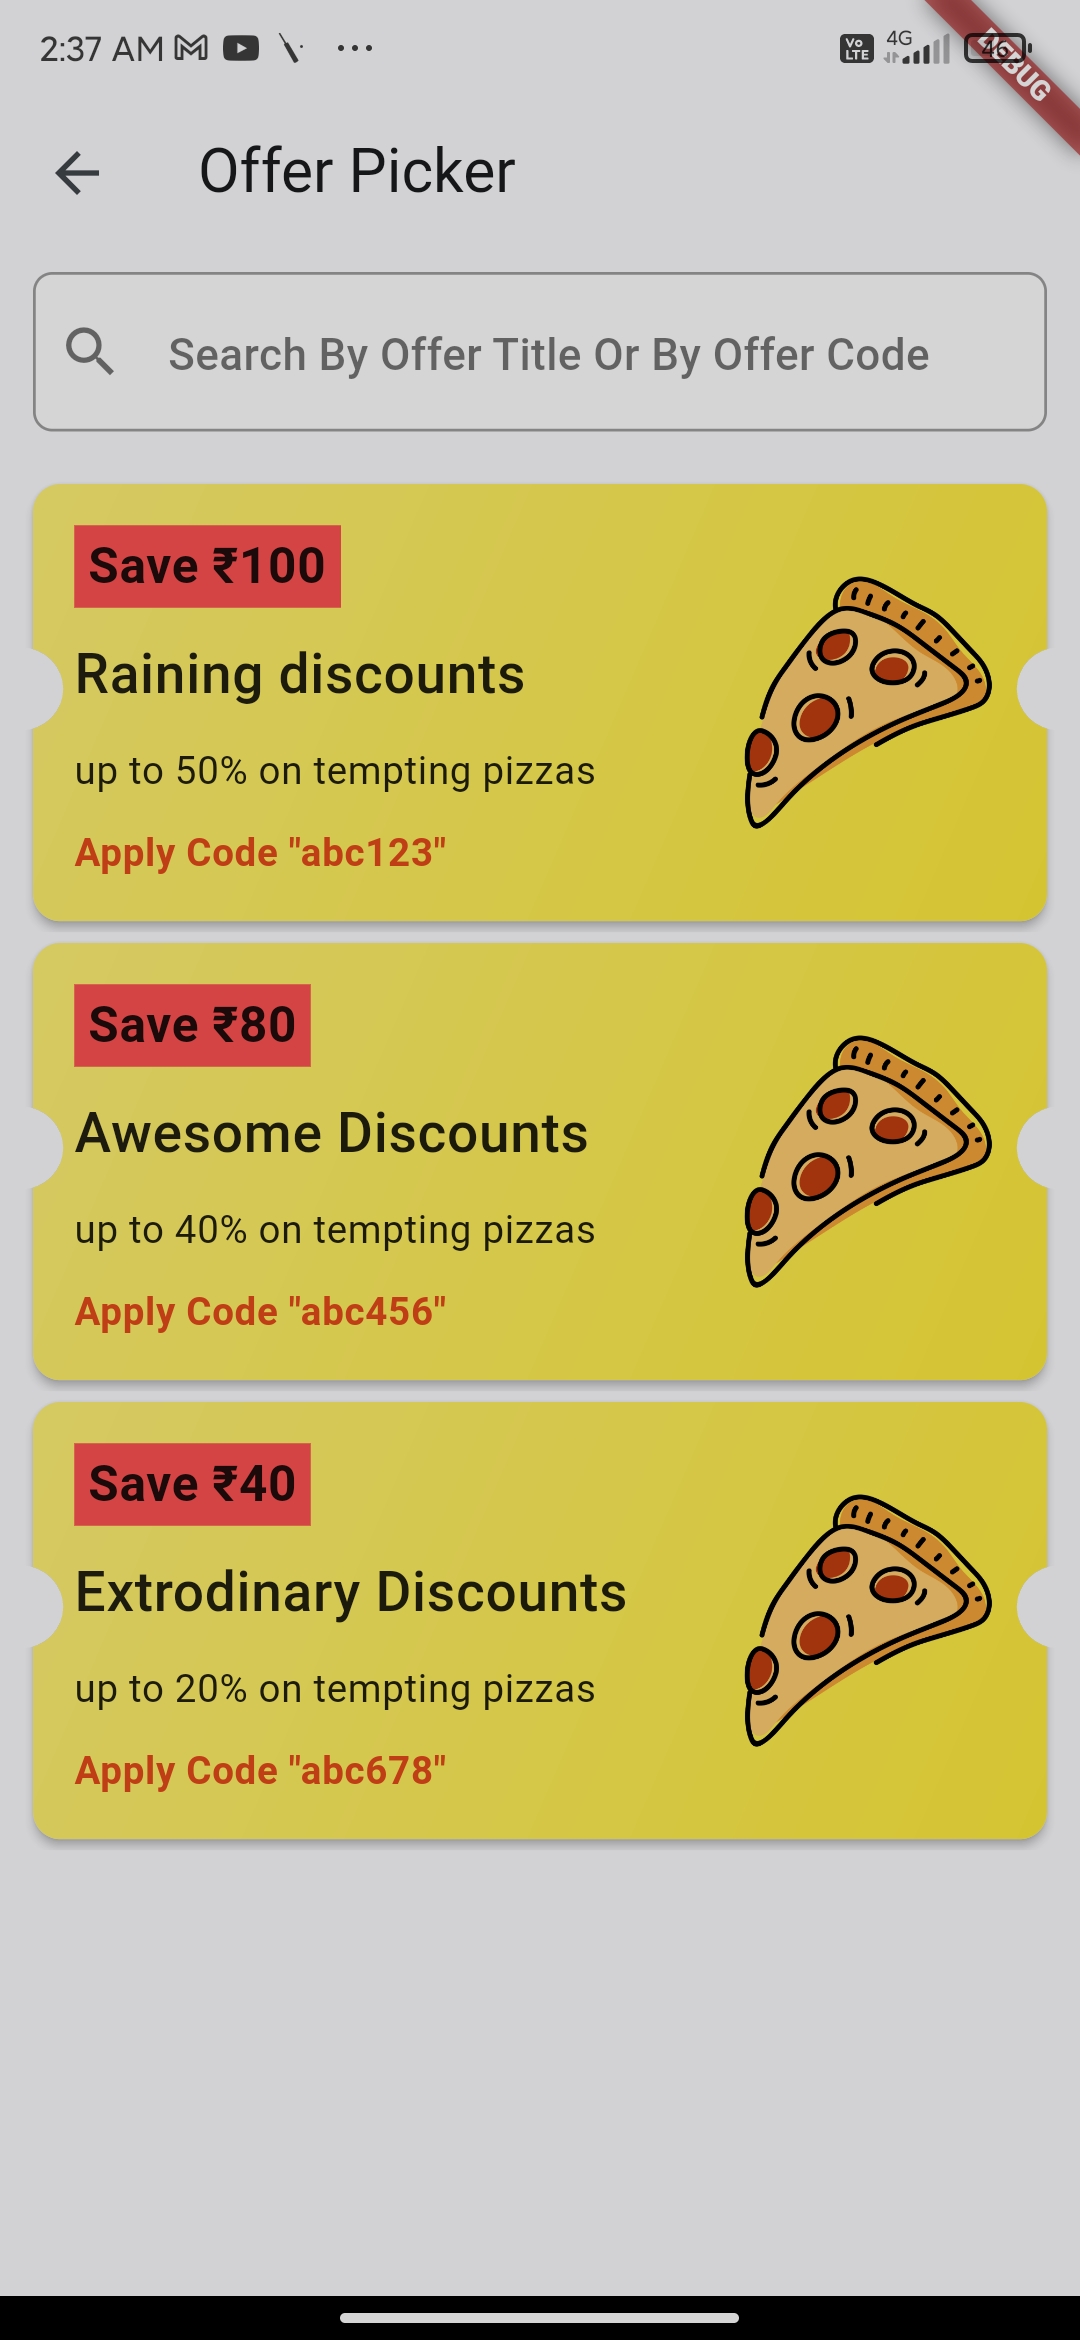 2:37 AM
Vo LTE
4G
46
DEBUG
Offer Picker
Search By Offer Title Or By Offer Code
Save ₹100
Raining discounts
up to 50% on tempting pizzas
Apply Code "abc123"
Save ₹80
Awesome Discounts
up to 40% on tempting pizzas
Apply Code "abc456"
Save ₹40
Extrodinary Discounts
up to 20% on tempting pizzas
Apply Code "abc678"